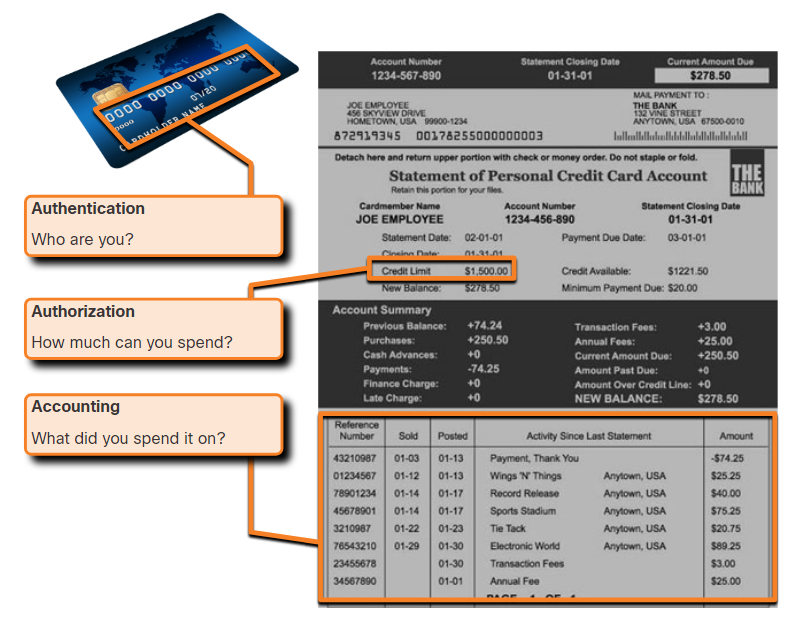 0000 0000 0000 000
0000
07/20
CARDHOLDER NAME
Authentication
Who are you?
Authorization
How much can you spend?
Accounting
What did you spend it on?
Account Number Statement Closing Date Current Amount Due
1234-567-890 01-31-01 $278.50
MAIL PAYMENT TO :
JOE EMPLOYEE THE BANK
456 SKYVIEW DRIVE 132 VINE STREET
HOMETOWN, USA 99900-1234 ANYTOWN, USA 67500-0010
872919345 001782550000000003
Detach here and return upper portion with check or money order. Do not staple or fold.
Statement of Personal Credit Card Account
Retain this portion for your files.
THE
BANK
Cardmember Name Account Number Statement Closing Date
JOE EMPLOYEE 1234-456-890 01-31-01
Statement Date: 02-01-01 Payment Due Date: 03-01-01
Closing Date: 01-31-01
Credit Limit $1,500.00 Credit Available: $1221.50
New Balance: $278.50 Minimum Payment Due: $20.00
Account Summary
Previous Balance: +74.24 Transaction Fees: +3.00
Purchases: +250.50 Annual Fees: +25.00
Cash Advances: +0 Current Amount Due: +250.50
Payments: -74.25 Amount Past Due: +0
Finance Charge: +0 Amount Over Credit Line: +0
Late Charge: +0 NEW BALANCE: $278.50
Reference
Number Sold Posted Activity Since Last Statement Amount
43210987 01-03 01-13 Payment, Thank You -$74.25
01234567 01-12 01-13 Wings 'N' Things Anytown, USA $25.25
78901234 01-14 01-17 Record Release Anytown, USA $40.00
45678901 01-14 01-17 Sports Stadium Anytown, USA $75.25
3210987 01-22 01-23 Tie Tack Anytown, USA $20.75
76543210 01-29 01-30 Electronic World Anytown, USA $89.25
23455678 01-30 Transaction Fees $3.00
34567890 01-01 Annual Fee $25.00
PAGE 1 OF 1